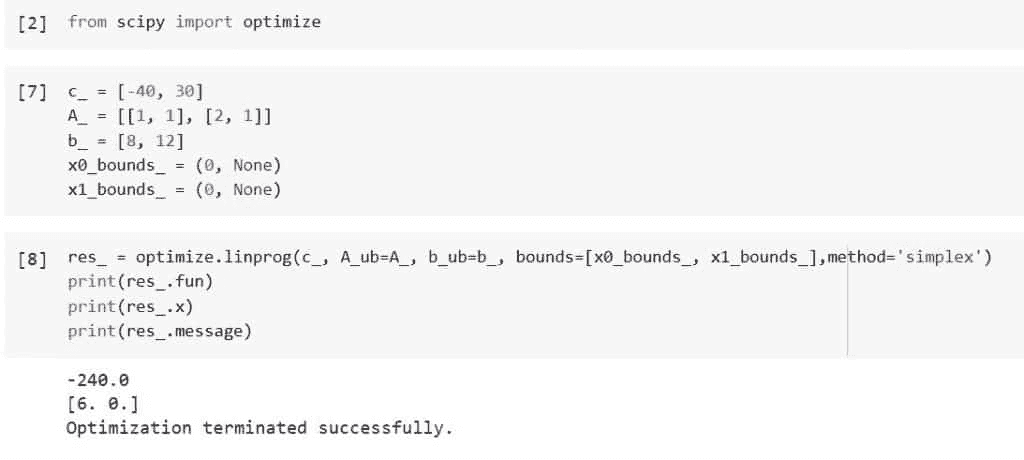 [2] from scipy import optimize
[7] c_ = [-40, 30]
A_ = [[1, 1], [2, 1]]
b_ = [8, 12]
x0_bounds_ = (0, None)
x1_bounds_ = (0, None)
[8] res_ = optimize.linprog(c_, A_ub=A_, b_ub=b_, bounds=[x0_bounds_, x1_bounds_],method='simplex')
print(res_.fun)
print(res_.x)
print(res_.message)
-240.0
[6. 0.]
Optimization terminated successfully.